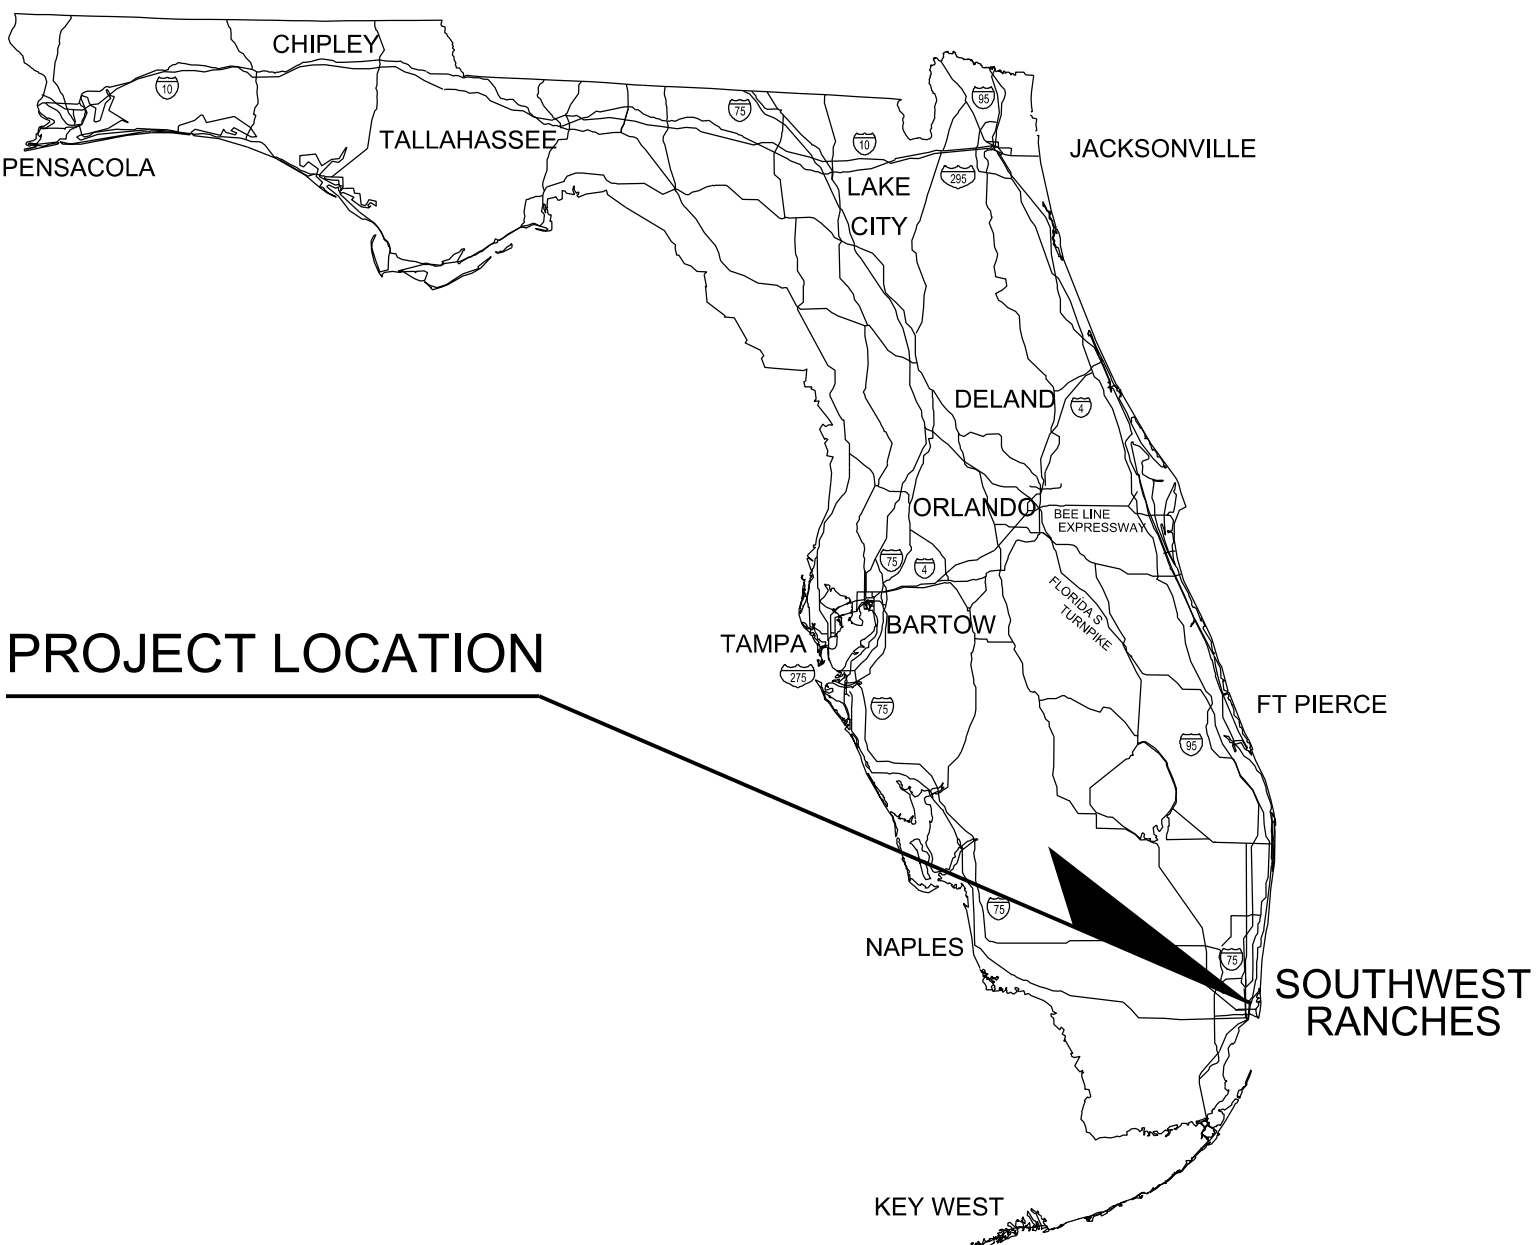 CHIPLEY
10
75
95
TALLAHASSEE
10
JACKSONVILLE
PENSACOLA
295
LAKE
CITY
DELAND
4
ORLANDO
BEE LINE
EXPRESSWAY
75
4
FLORIDA S
TURNPIKE
BARTOW
TAMPA
PROJECT LOCATION
275
75
FT PIERCE
95
75
NAPLES
75
SOUTHWEST
RANCHES
KEY WEST